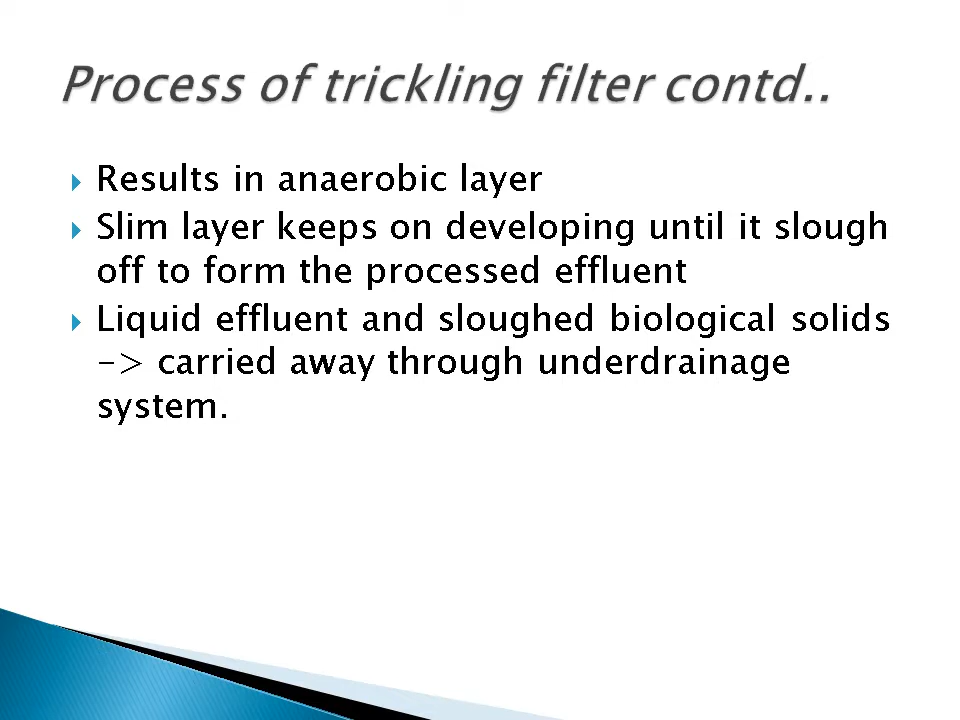 Process of trickling filter contd..
Results in anaerobic layer
Slim layer keeps on developing until it slough
off to form the processed effluent
Liquid effluent and sloughed biological solids
-> carried away through underdrainage
system.